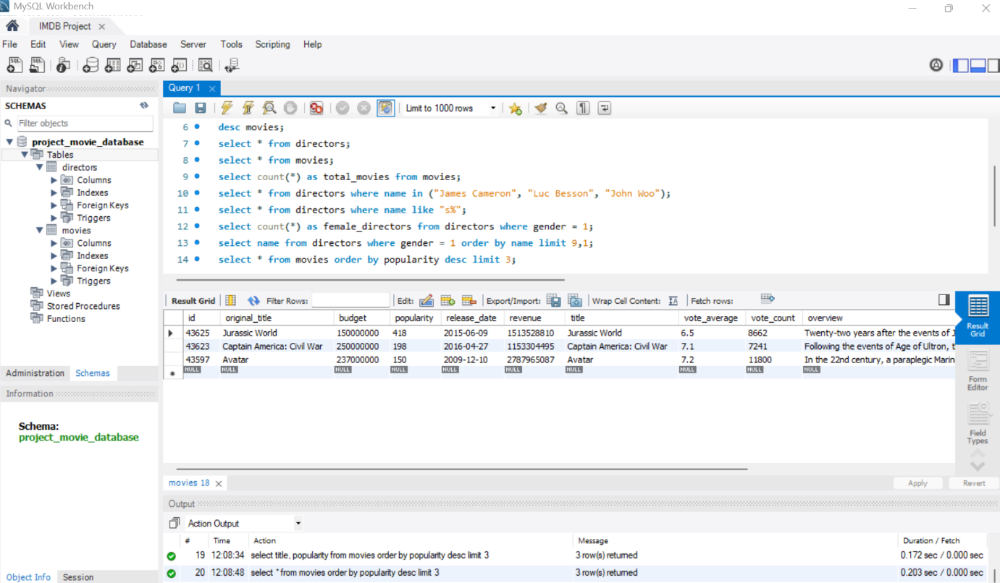 MySQL Workbench
IMDB Project
File Edit View Query Database Server Tools Scripting Help
Navigator
SCHEMAS
Filter objects
project_movie_database
Tables
directors
Columns
Indexes
Foreign Keys
Triggers
movies
Columns
Indexes
Foreign Keys
Triggers
Views
Stored Procedures
Functions
Administration Schemas
Information
Schema:
project_movie_database
Object Info Session
Query 1
Limit to 1000 rows
6 desc movies;
7 select * from directors;
8 select * from movies;
9 select count(*) as total_movies from movies;
10 select * from directors where name in ("James Cameron", "Luc Besson", "John Woo");
11 select * from directors where name like "s%";
12 select count(*) as female_directors from directors where gender = 1;
13 select name from directors where gender = 1 order by name limit 9,1;
14 select * from movies order by popularity desc limit 3;
Result Grid Filter Rows: Edit: Export/Import: Wrap Cell Content: Fetch rows:
id original_title budget popularity release_date revenue title vote_average vote_count overview
43625 Jurassic World 150000000 418 2015-06-09 1513528810 Jurassic World 6.5 8662 Twenty-two years after the events of J
43623 Captain America: Civil War 250000000 198 2016-04-27 1153304495 Captain America: Civil War 7.1 7241 Following the events of Age of Ultron, t
43597 Avatar 237000000 150 2009-12-10 2787965087 Avatar 7.2 11800 In the 22nd century, a paraplegic Marin
NULL NULL NULL NULL NULL NULL NULL NULL NULL NULL
Result
Grid
Form
Editor
Field
Types
movies 18
Apply Revert
Output
Action Output
# Time Action Message Duration / Fetch
19 12:08:34 select title, popularity from movies order by popularity desc limit 3 3 row(s) returned 0.172 sec / 0.000 sec
20 12:08:48 select * from movies order by popularity desc limit 3 3 row(s) returned 0.203 sec / 0.000 sec